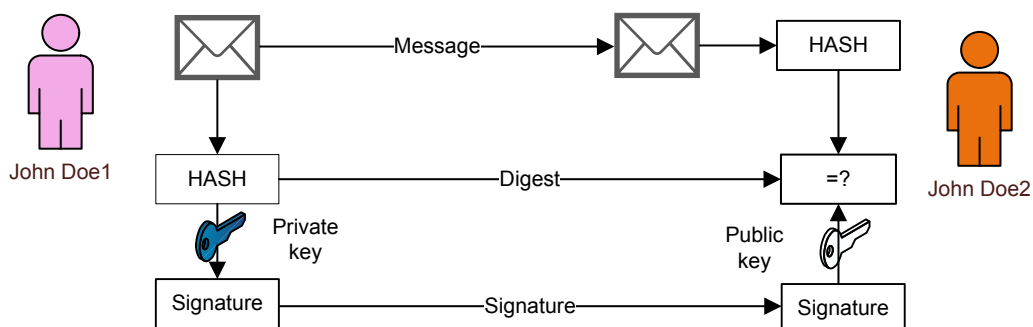 Message
HASH
John Doe1
HASH
Digest
=?
John Doe2
Private
key
Public
key
Signature
Signature
Signature